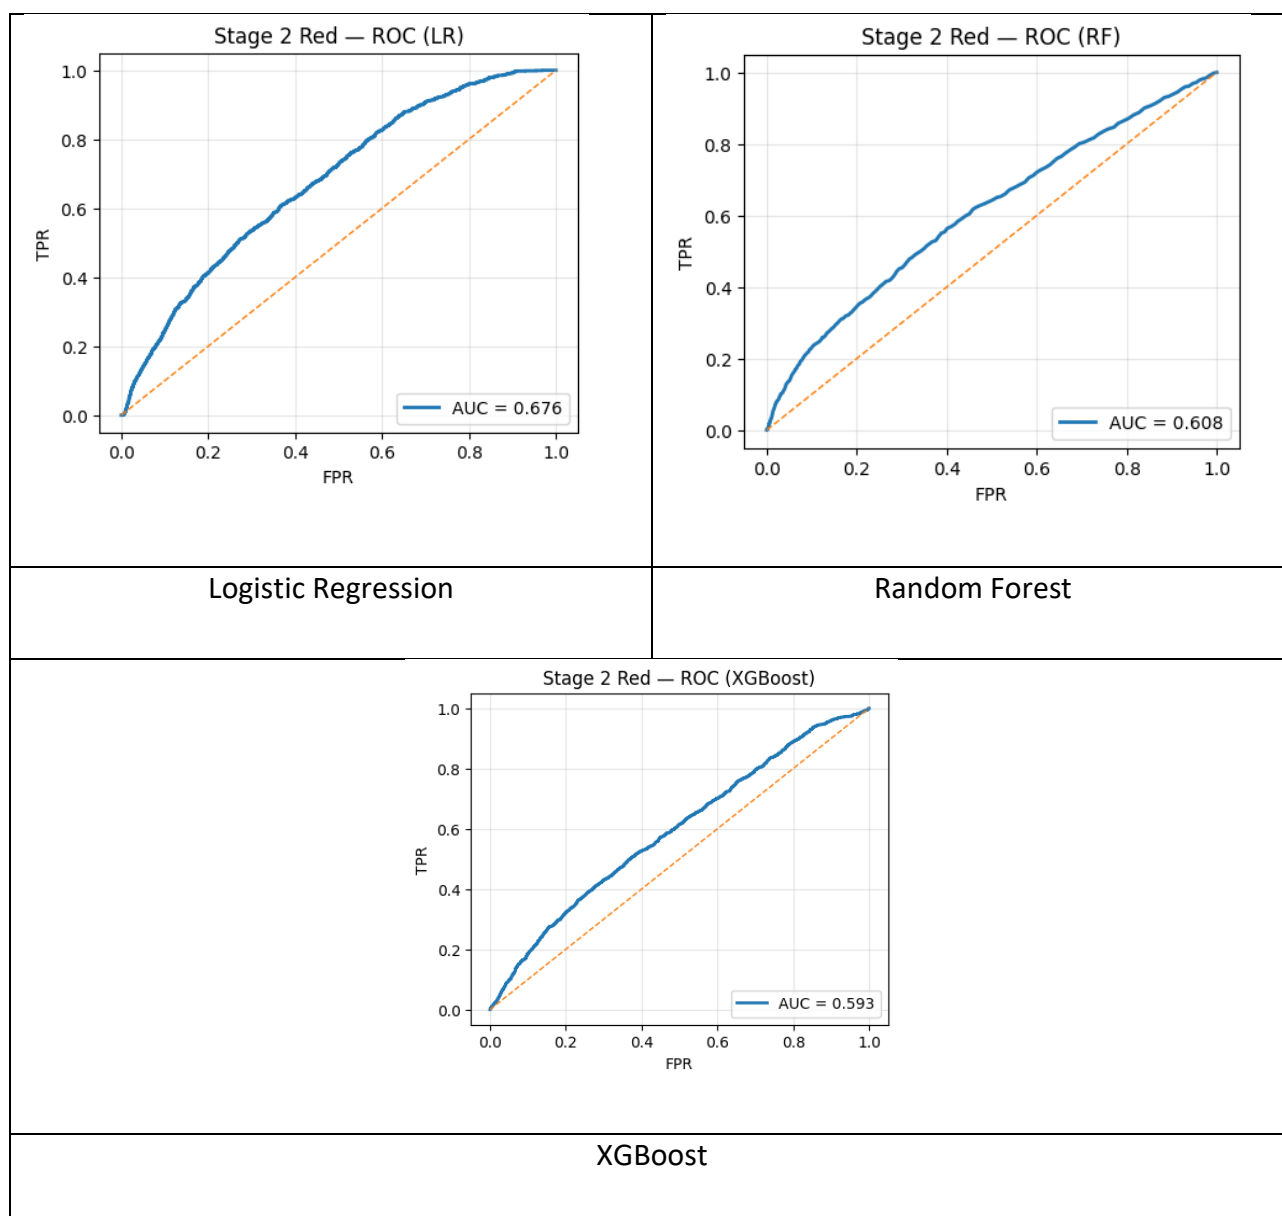 Stage 2 Red — ROC (LR)
1.0
0.8
0.6
0.4
0.2
0.0
TPR
0.0 0.2 0.4 0.6 0.8 1.0
FPR
AUC = 0.676
Stage 2 Red — ROC (RF)
1.0
0.8
0.6
0.4
0.2
0.0
TPR
0.0 0.2 0.4 0.6 0.8 1.0
FPR
AUC = 0.608
Logistic Regression
Random Forest
Stage 2 Red — ROC (XGBoost)
1.0
0.8
0.6
0.4
0.2
0.0
TPR
0.0 0.2 0.4 0.6 0.8 1.0
FPR
AUC = 0.593
XGBoost